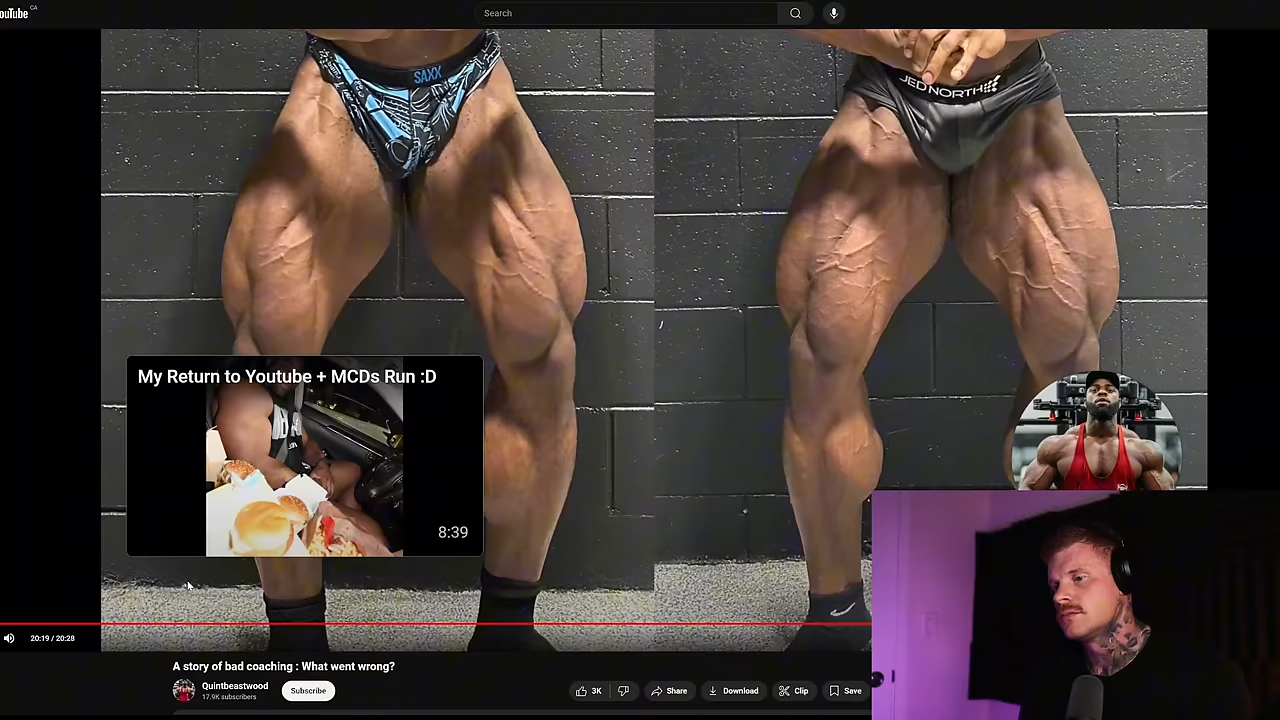 ouTube CA
Search
SAXX
JED NORTH
My Return to Youtube + MCDs Run :D
8:39
20:19 / 20:28
A story of bad coaching : What went wrong?
Quintbeastwood
17.9K subscribers
Subscribe
3K
Share
Download
Clip
Save